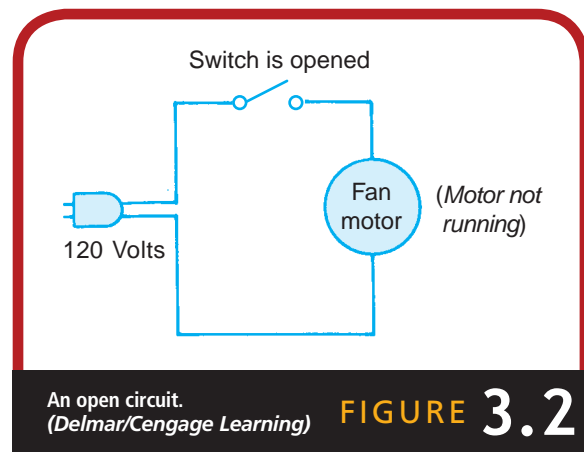 Switch is opened
Fan
motor
(Motor not
running)
120 Volts
An open circuit.
(Delmar/Cengage Learning)
FIGURE 3.2